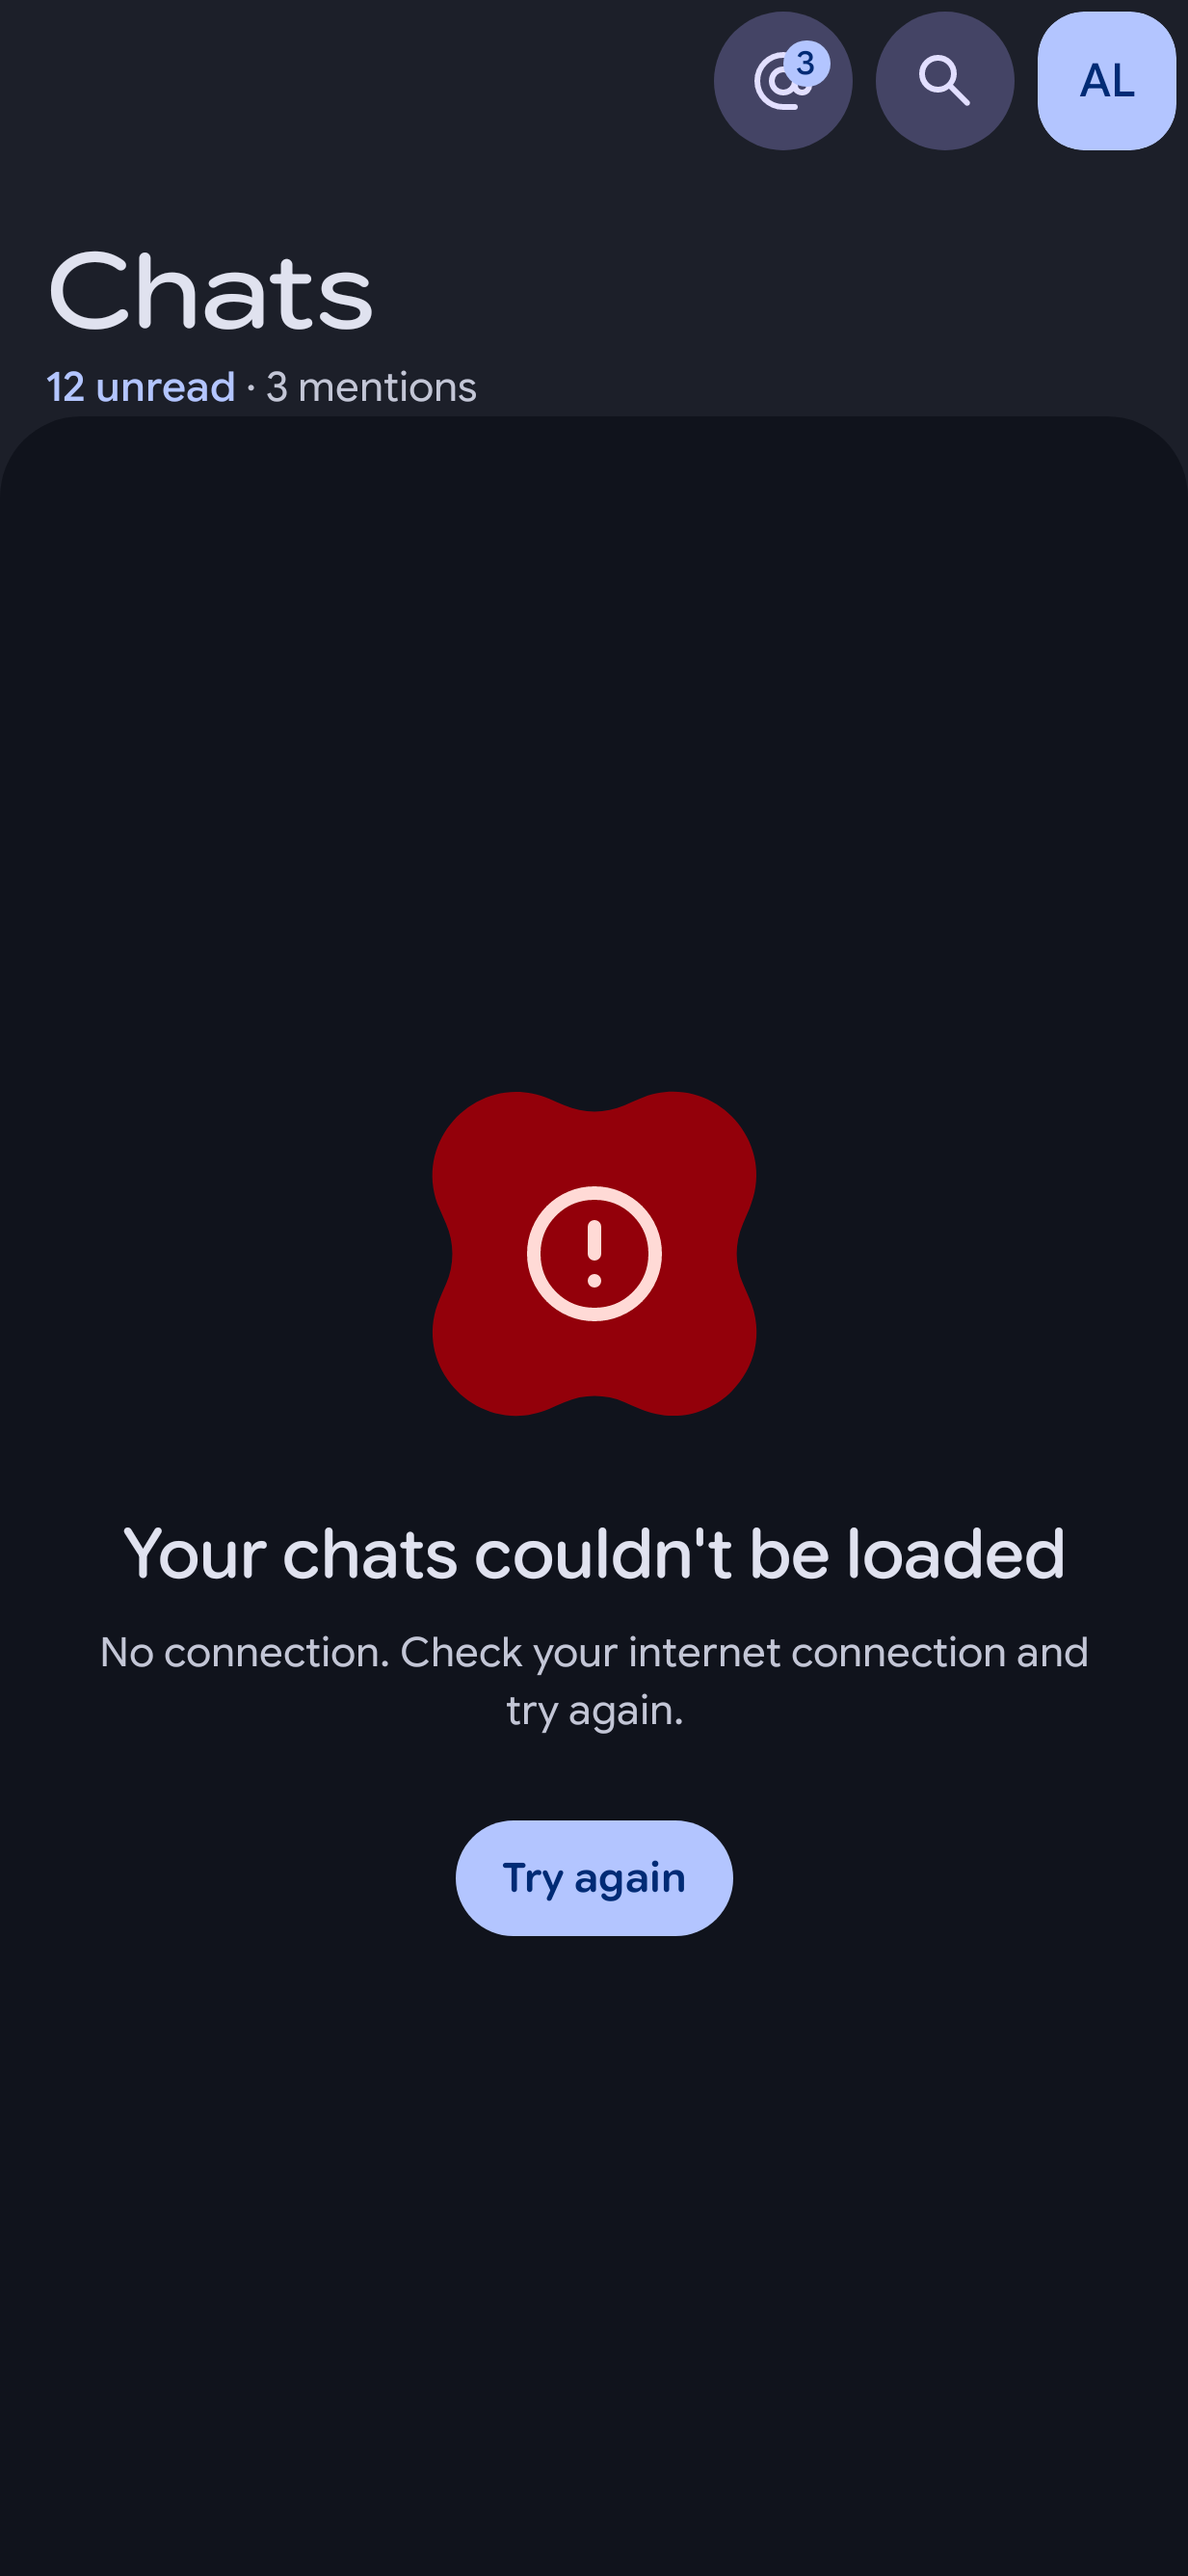 3
AL
Chats
12 unread · 3 mentions
Your chats couldn't be loaded
No connection. Check your internet connection and
try again.
Try again